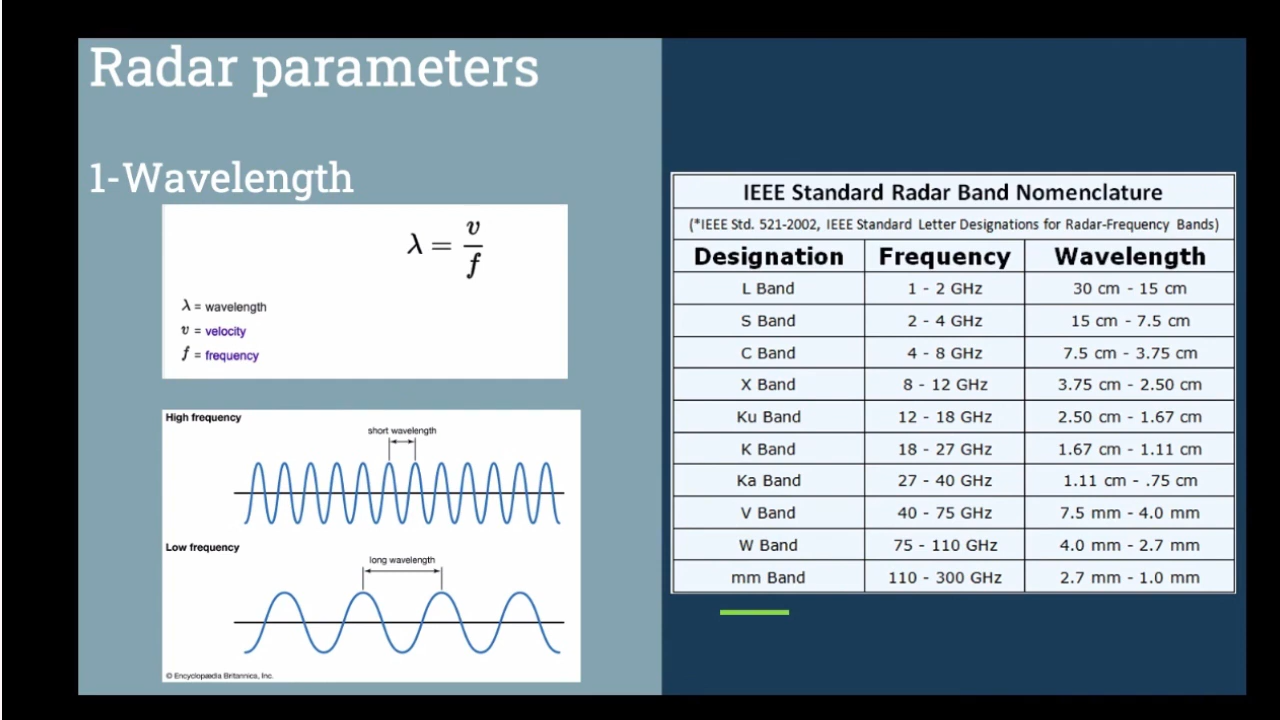 Radar parameters
1-Wavelength
λ = v/f
λ = wavelength
v = velocity
f = frequency
High frequency
short wavelength
Low frequency
long wavelength
© Encyclopædia Britannica, Inc.
IEEE Standard Radar Band Nomenclature
(*IEEE Std. 521-2002, IEEE Standard Letter Designations for Radar-Frequency Bands)
Designation Frequency Wavelength
L Band 1 - 2 GHz 30 cm - 15 cm
S Band 2 - 4 GHz 15 cm - 7.5 cm
C Band 4 - 8 GHz 7.5 cm - 3.75 cm
X Band 8 - 12 GHz 3.75 cm - 2.50 cm
Ku Band 12 - 18 GHz 2.50 cm - 1.67 cm
K Band 18 - 27 GHz 1.67 cm - 1.11 cm
Ka Band 27 - 40 GHz 1.11 cm - .75 cm
V Band 40 - 75 GHz 7.5 mm - 4.0 mm
W Band 75 - 110 GHz 4.0 mm - 2.7 mm
mm Band 110 - 300 GHz 2.7 mm - 1.0 mm